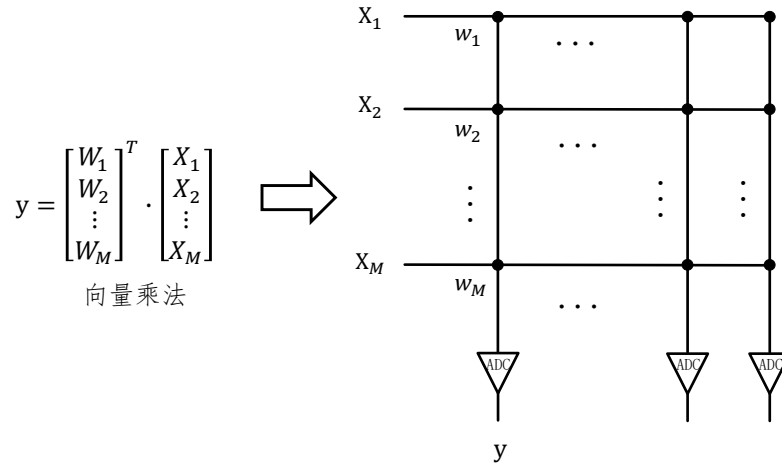 y = [W₁ W₂ ⋮ W_M]ᵀ · [X₁ X₂ ⋮ X_M]
向量乘法
X₁
w₁
. . .
X₂
w₂
. . .
⋮ ⋮ ⋮
X_M
w_M
. . .
ADC ADC ADC
y